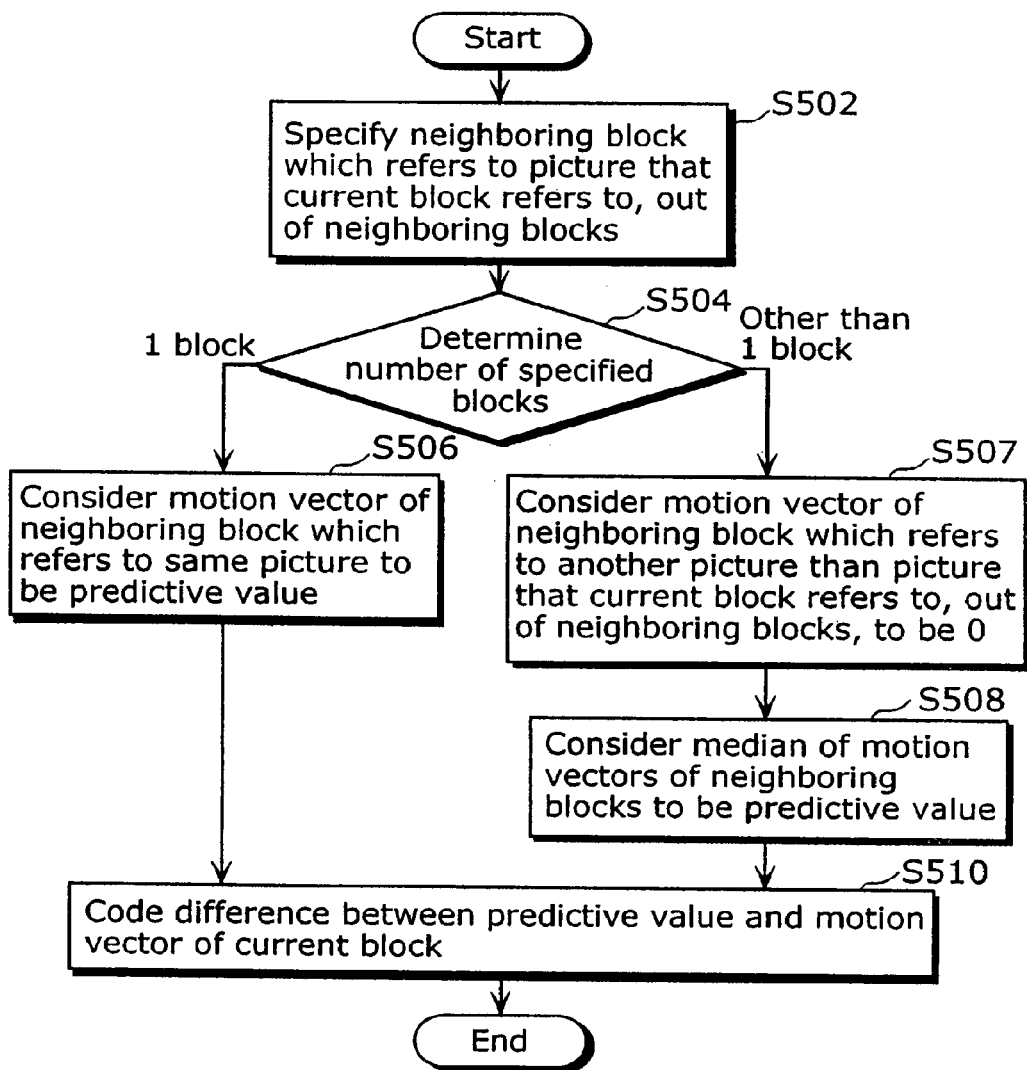 Start
S502
Specify neighboring block
which refers to picture that
current block refers to, out
of neighboring blocks
S504
Determine
number of specified
blocks
1 block
Other than
1 block
S506
Consider motion vector of
neighboring block which
refers to same picture to
be predictive value
S507
Consider motion vector of
neighboring block which refers
to another picture than picture
that current block refers to, out
of neighboring blocks, to be 0
S508
Consider median of motion
vectors of neighboring
blocks to be predictive value
S510
Code difference between predictive value and motion
vector of current block
End